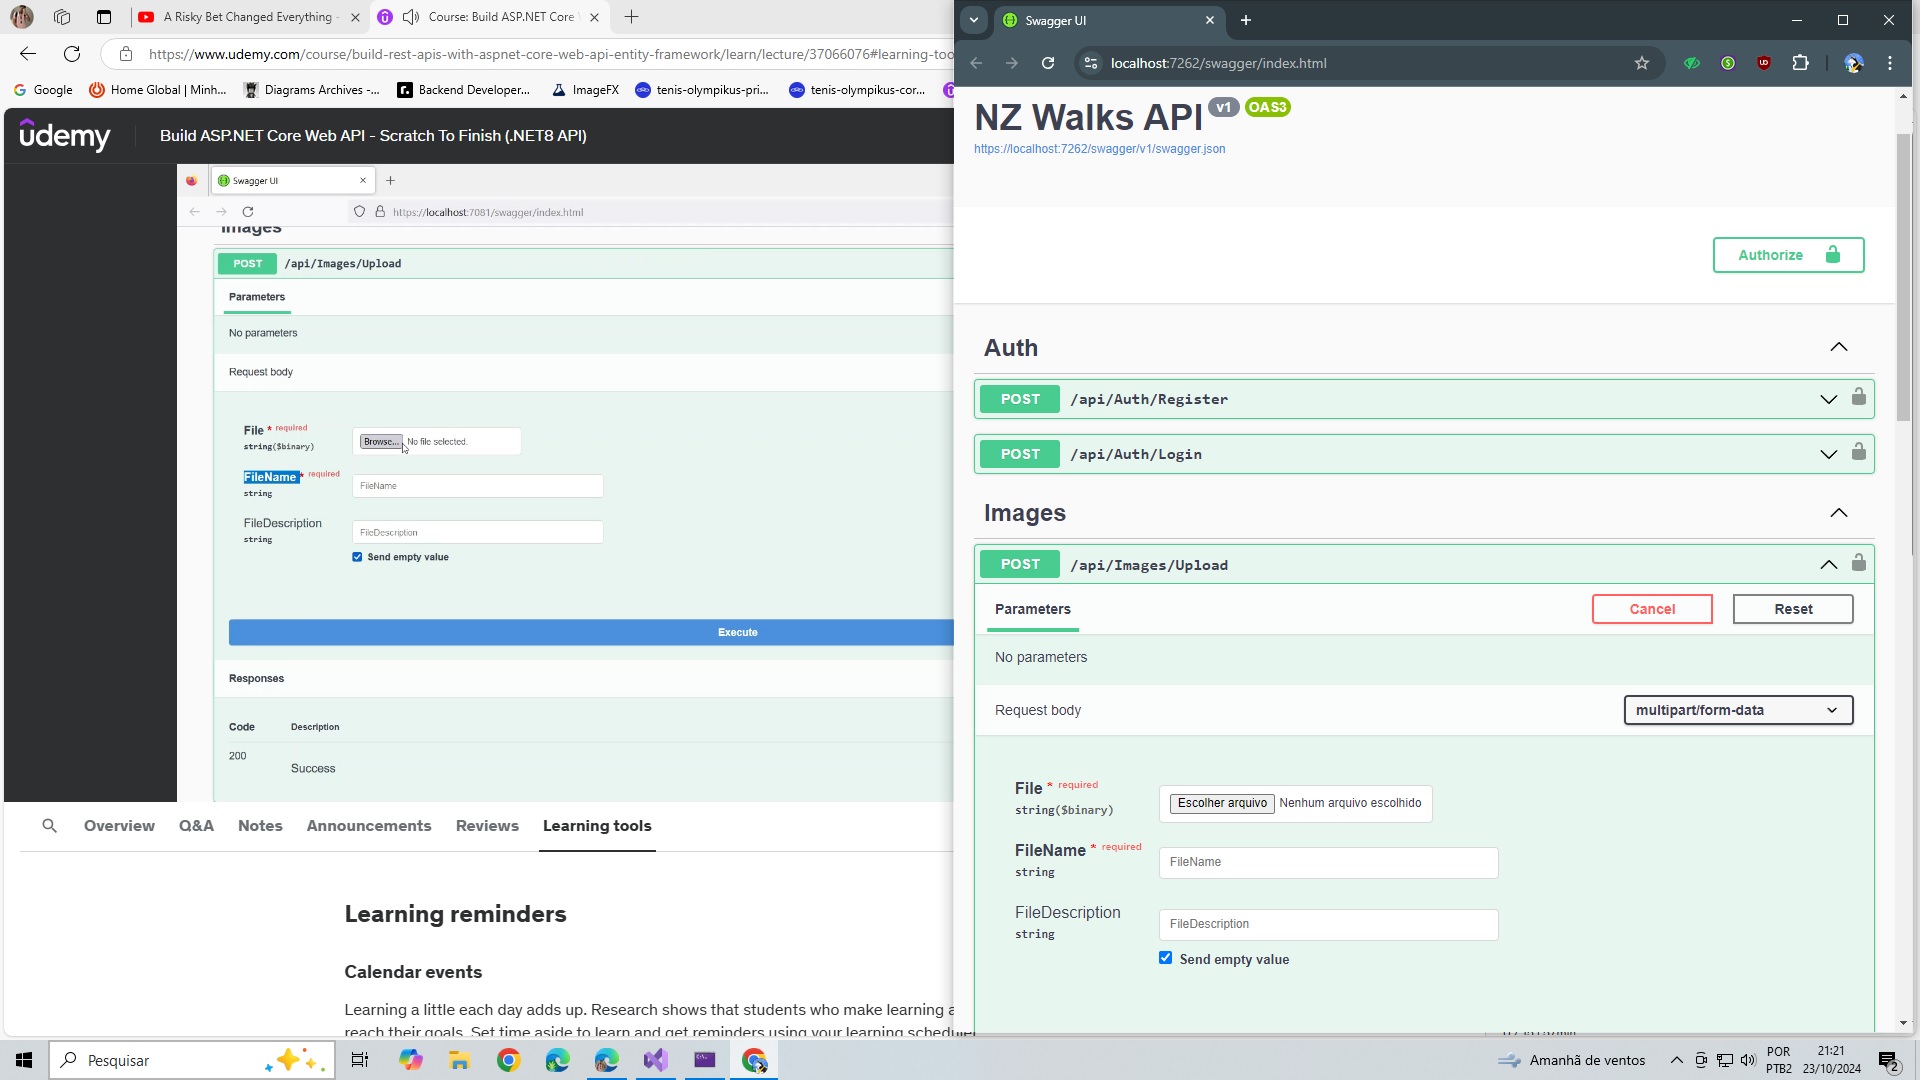 A Risky Bet Changed Everything -
Course: Build ASP.NET Core
https://www.udemy.com/course/build-rest-apis-with-aspnet-core-web-api-entity-framework/learn/lecture/37066076#learning-too
Google
Home Global | Minh...
Diagrams Archives -...
Backend Developer...
ImageFX
tenis-olympikus-pri...
tenis-olympikus-cor...
udemy
Build ASP.NET Core Web API - Scratch To Finish (.NET8 API)
Swagger UI
https://localhost:7081/swagger/index.html
Images
POST /api/Images/Upload
Parameters
No parameters
Request body
File * required
string($binary)
Browse... No file selected.
FileName * required
string
FileName
FileDescription
string
FileDescription
Send empty value
Execute
Responses
Code Description
200
Success
Overview Q&A Notes Announcements Reviews Learning tools
Learning reminders
Calendar events
Learning a little each day adds up. Research shows that students who make learning a
reach their goals. Set time aside to learn and get reminders using your learning scheduler
Swagger UI
localhost:7262/swagger/index.html
NZ Walks API v1 OAS3
https://localhost:7262/swagger/v1/swagger.json
Authorize
Auth
POST /api/Auth/Register
POST /api/Auth/Login
Images
POST /api/Images/Upload
Parameters
Cancel
Reset
No parameters
Request body
multipart/form-data
File * required
string($binary)
Escolher arquivo Nenhum arquivo escolhido
FileName * required
string
FileName
FileDescription
string
FileDescription
Send empty value
Pesquisar
Amanhã de ventos
POR
PTB2
21:21
23/10/2024
2